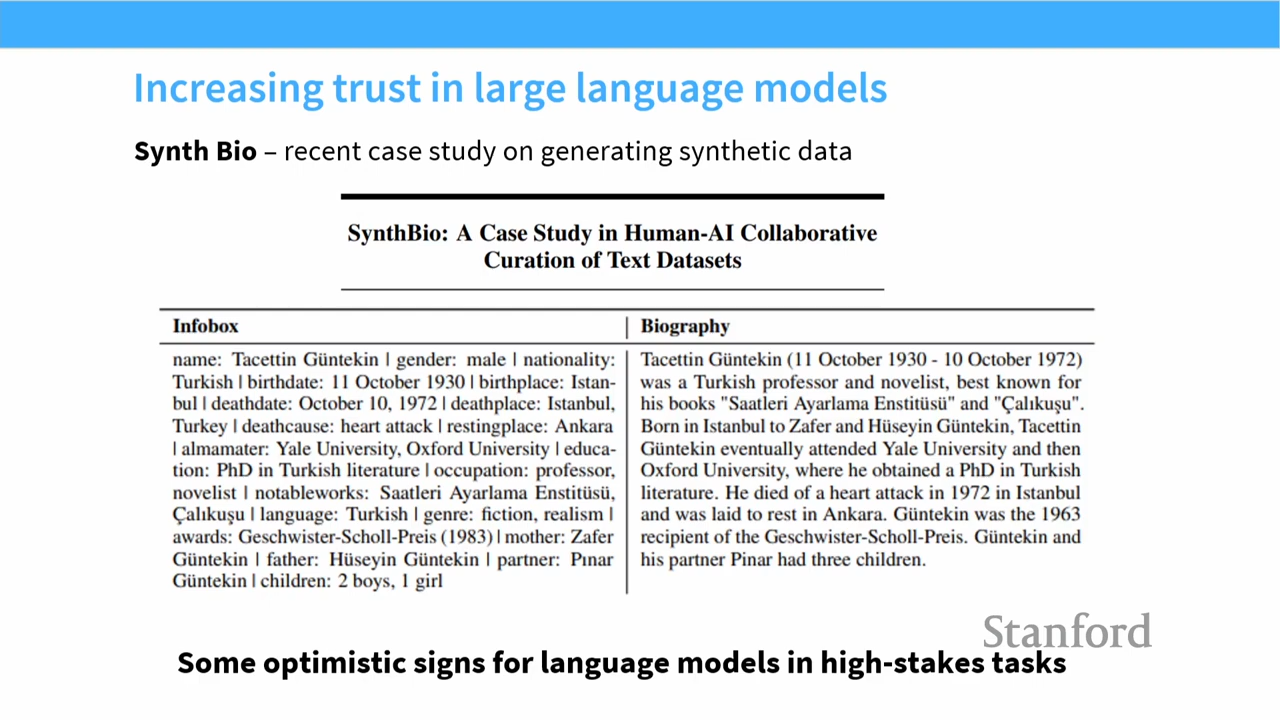 Increasing trust in large language models
Synth Bio – recent case study on generating synthetic data
SynthBio: A Case Study in Human-AI Collaborative
Curation of Text Datasets
Infobox
name: Tacettin Güntekin | gender: male | nationality:
Turkish | birthdate: 11 October 1930 | birthplace: Istan-
bul | deathdate: October 10, 1972 | deathplace: Istanbul,
Turkey | deathcause: heart attack | restingplace: Ankara
| almamater: Yale University, Oxford University | educa-
tion: PhD in Turkish literature | occupation: professor,
novelist | notableworks: Saatleri Ayarlama Enstitüsü,
Çalıkuşu | language: Turkish | genre: fiction, realism |
awards: Geschwister-Scholl-Preis (1983) | mother: Zafer
Güntekin | father: Hüseyin Güntekin | partner: Pınar
Güntekin | children: 2 boys, 1 girl
Biography
Tacettin Güntekin (11 October 1930 - 10 October 1972)
was a Turkish professor and novelist, best known for
his books "Saatleri Ayarlama Enstitüsü" and "Çalıkuşu".
Born in Istanbul to Zafer and Hüseyin Güntekin, Tacettin
Güntekin eventually attended Yale University and then
Oxford University, where he obtained a PhD in Turkish
literature. He died of a heart attack in 1972 in Istanbul
and was laid to rest in Ankara. Güntekin was the 1963
recipient of the Geschwister-Scholl-Preis. Güntekin and
his partner Pinar had three children.
Stanford
Some optimistic signs for language models in high-stakes tasks